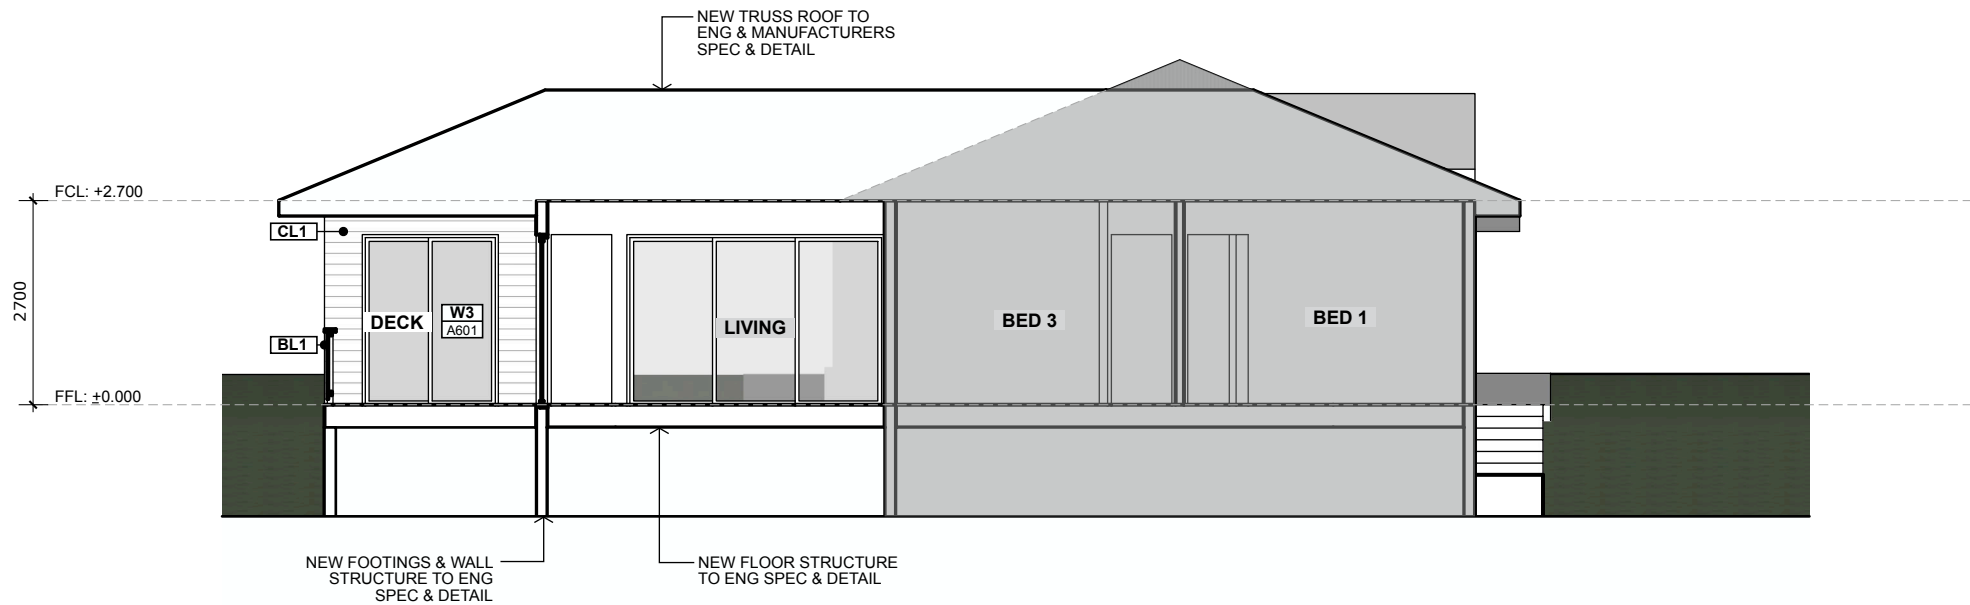 NEW TRUSS ROOF TO
ENG & MANUFACTURERS
SPEC & DETAIL
FCL: +2.700
CL1
2700
DECK
W3
A601
LIVING
BED 3
BED 1
BL1
FFL: ±0.000
NEW FOOTINGS & WALL
STRUCTURE TO ENG
SPEC & DETAIL
NEW FLOOR STRUCTURE
TO ENG SPEC & DETAIL